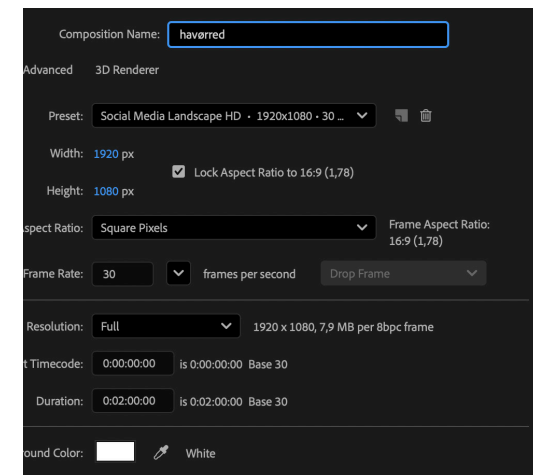 Composition Name: havørred
Advanced 3D Renderer
Preset: Social Media Landscape HD • 1920x1080 • 30 ...
Width: 1920 px
Lock Aspect Ratio to 16:9 (1,78)
Height: 1080 px
Aspect Ratio: Square Pixels
Frame Aspect Ratio:
16:9 (1,78)
Frame Rate: 30 frames per second Drop Frame
Resolution: Full 1920 x 1080, 7,9 MB per 8bpc frame
t Timecode: 0:00:00:00 is 0:00:00:00 Base 30
Duration: 0:02:00:00 is 0:02:00:00 Base 30
ound Color: White